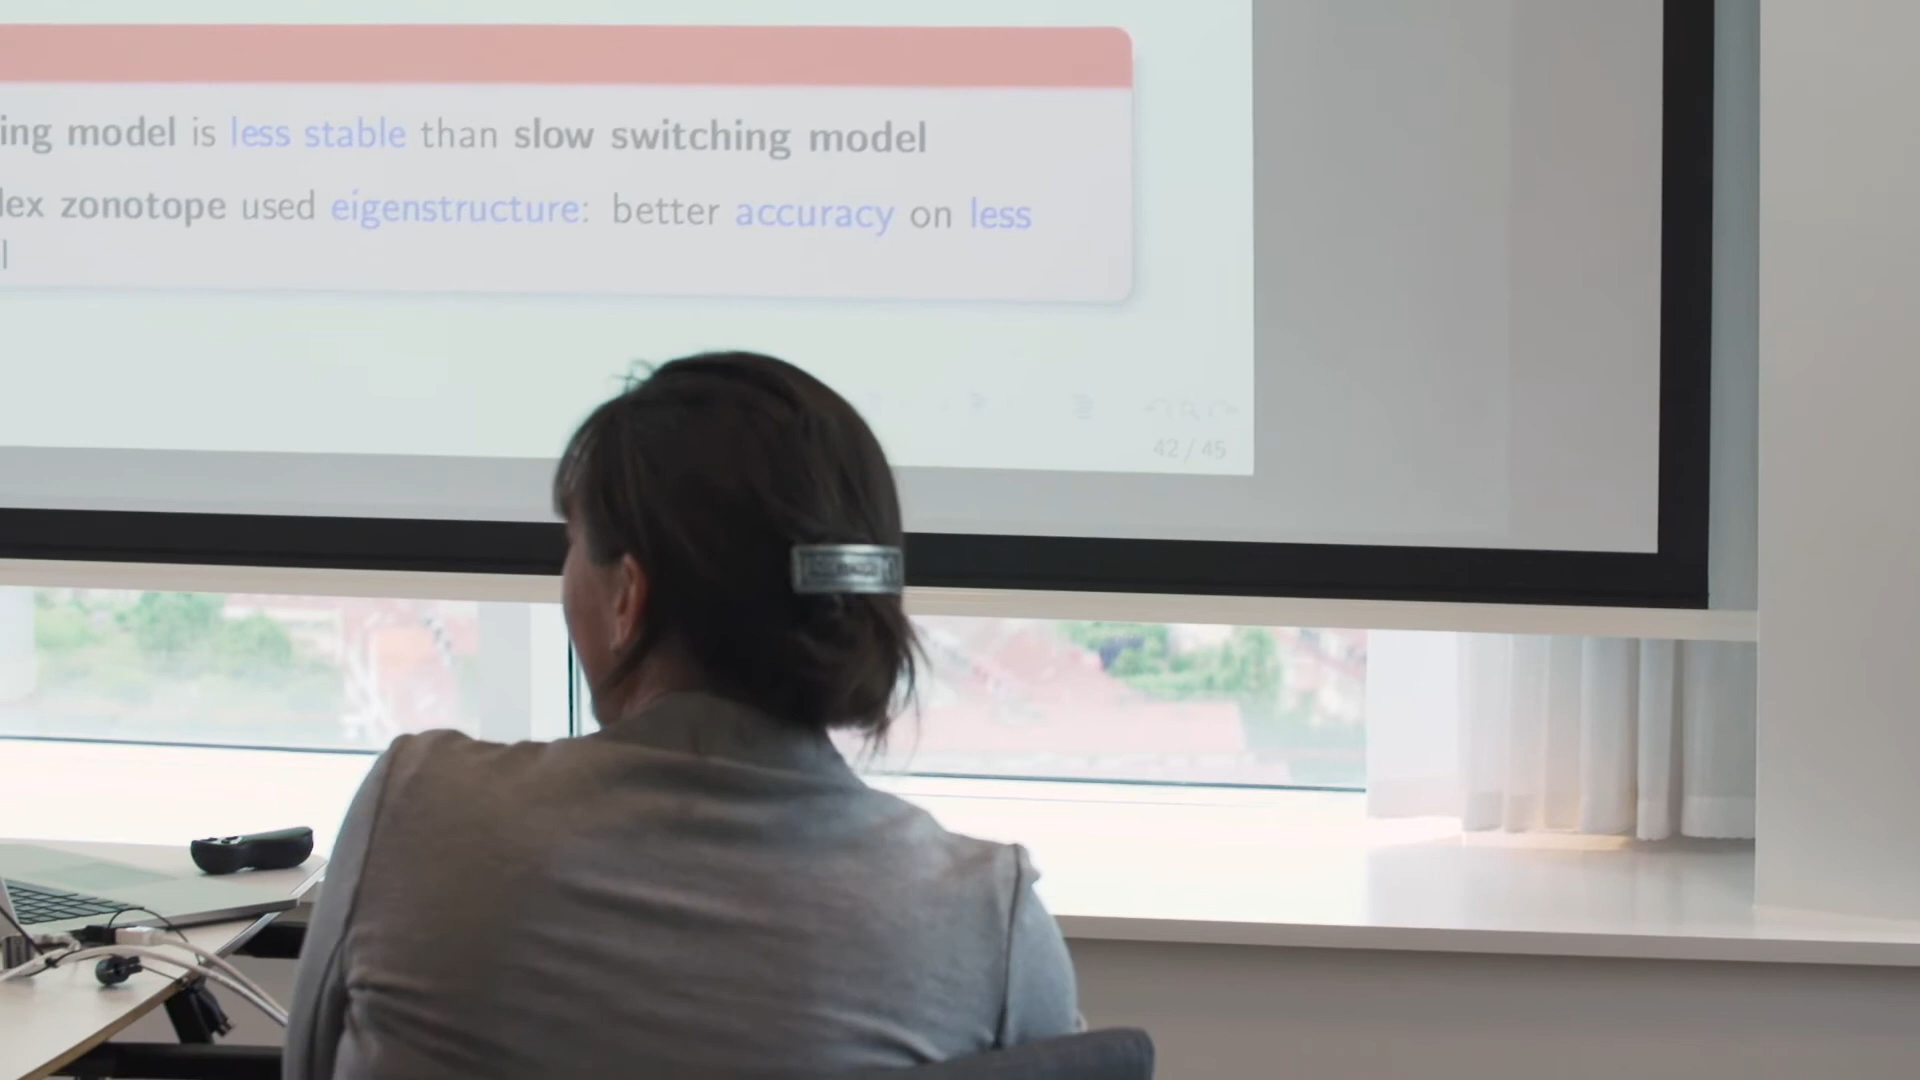 ing model is less stable than slow switching model
lex zonotope used eigenstructure: better accuracy on less
l
42 / 45